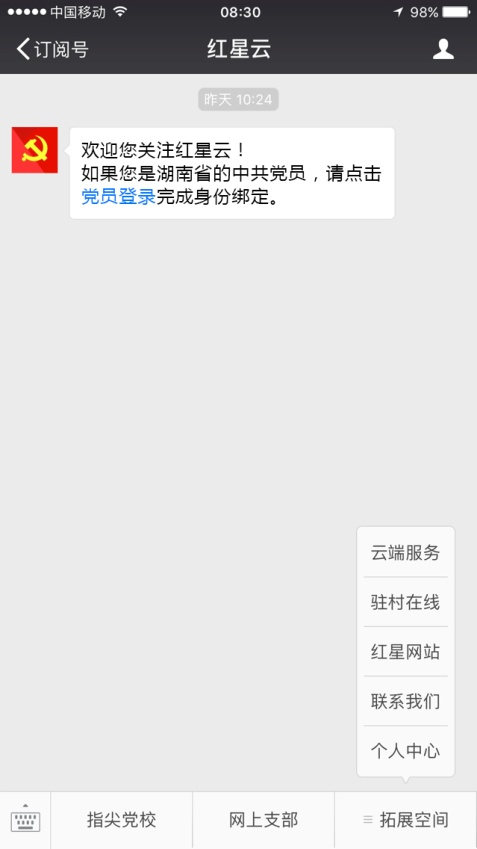 中国移动
08:30
98%
订阅号
红星云
昨天 10:24
欢迎您关注红星云！
如果您是湖南省的中共党员，请点击
党员登录完成身份绑定。
云端服务
驻村在线
红星网站
联系我们
个人中心
指尖党校
网上支部
拓展空间